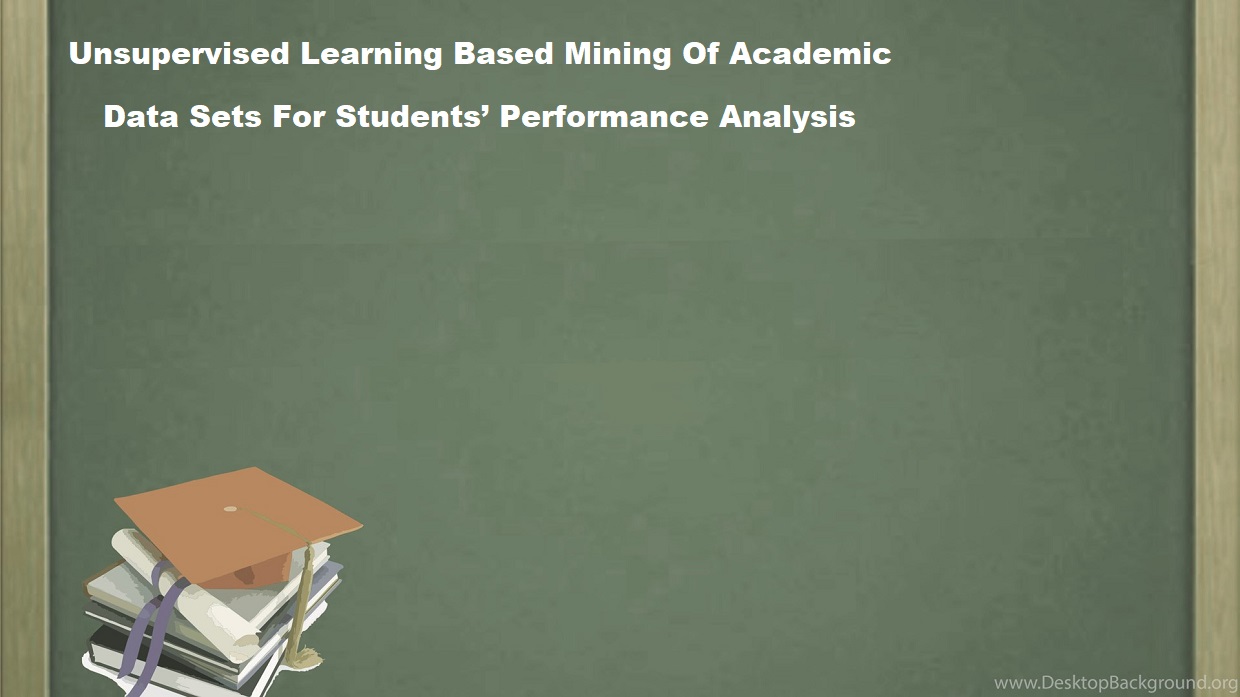 Unsupervised Learning Based Mining Of Academic
Data Sets For Students’ Performance Analysis
www.DesktopBackground.org